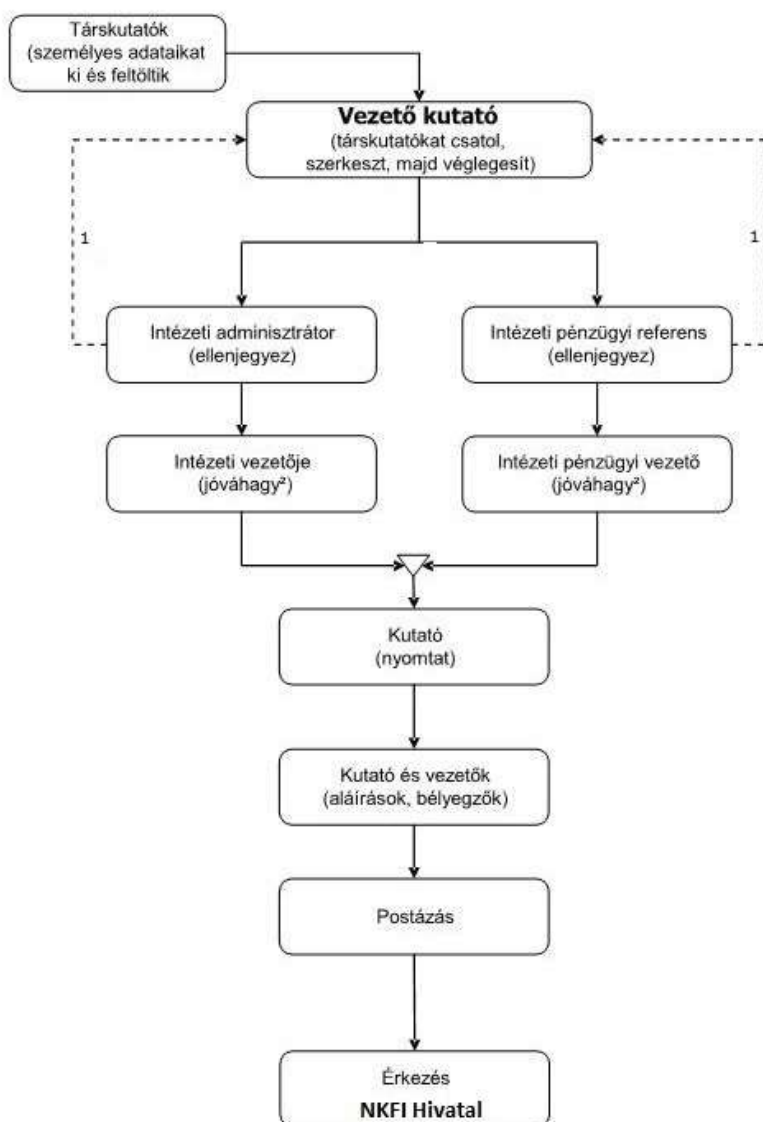 Társkutatók
(személyes adataikat
ki és feltöltik
Vezető kutató
(társkutatókat csatol,
szerkeszt, majd véglegesít)
1
1
Intézeti adminisztrátor
(ellenjegyez)
Intézeti pénzügyi referens
(ellenjegyez)
Intézeti vezetője
(jóváhagy²)
Intézeti pénzügyi vezető
(jóváhagy²)
Kutató
(nyomtat)
Kutató és vezetők
(aláírások, bélyegzők)
Postázás
Érkezés
NKFI Hivatal